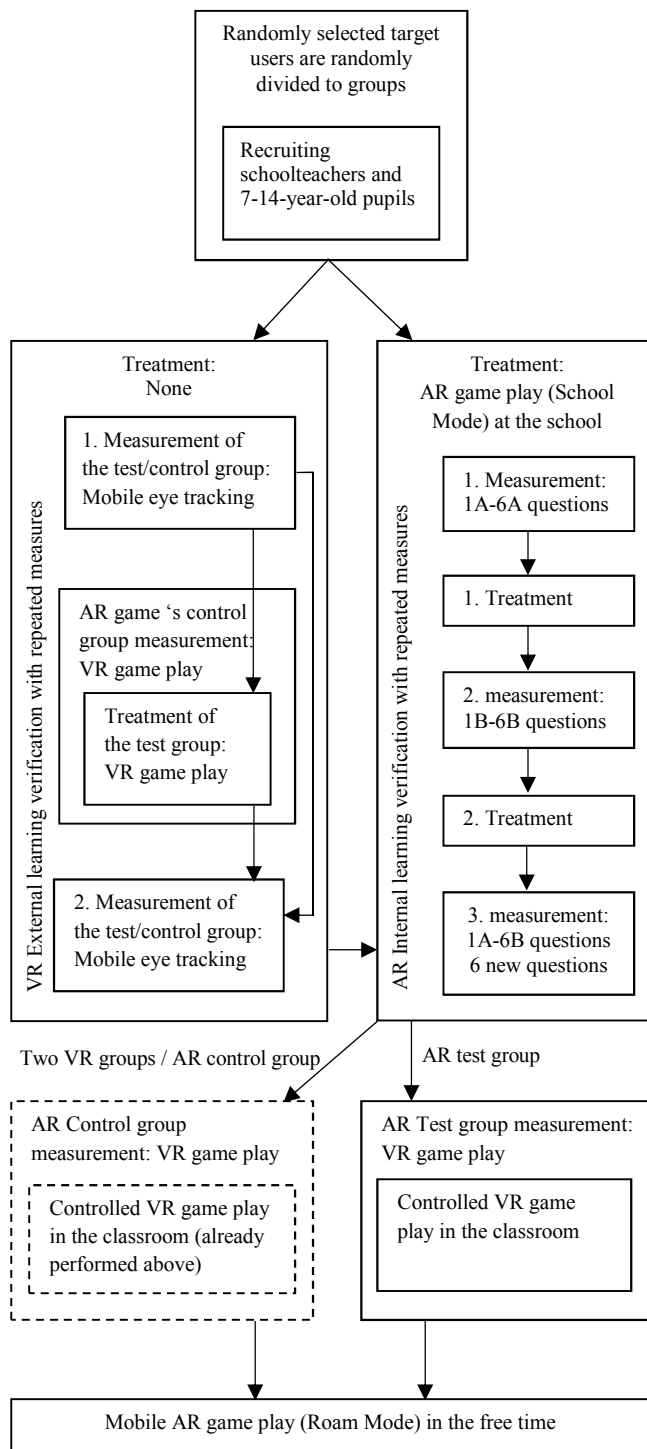 Randomly selected target
users are randomly
divided to groups
Recruiting
schoolteachers and
7-14-year-old pupils
VR External learning verification with repeated measures
Treatment:
None
1. Measurement of
the test/control group:
Mobile eye tracking
AR game ‘s control
group measurement:
VR game play
Treatment of
the test group:
VR game play
2. Measurement of
the test/control group:
Mobile eye tracking
AR Internal learning verification with repeated measures
Treatment:
AR game play (School
Mode) at the school
1. Measurement:
1A-6A questions
1. Treatment
2. measurement:
1B-6B questions
2. Treatment
3. measurement:
1A-6B questions
6 new questions
Two VR groups / AR control group
AR test group
AR Control group
measurement: VR game play
Controlled VR game play
in the classroom (already
performed above)
AR Test group measurement:
VR game play
Controlled VR game
play in the classroom
Mobile AR game play (Roam Mode) in the free time